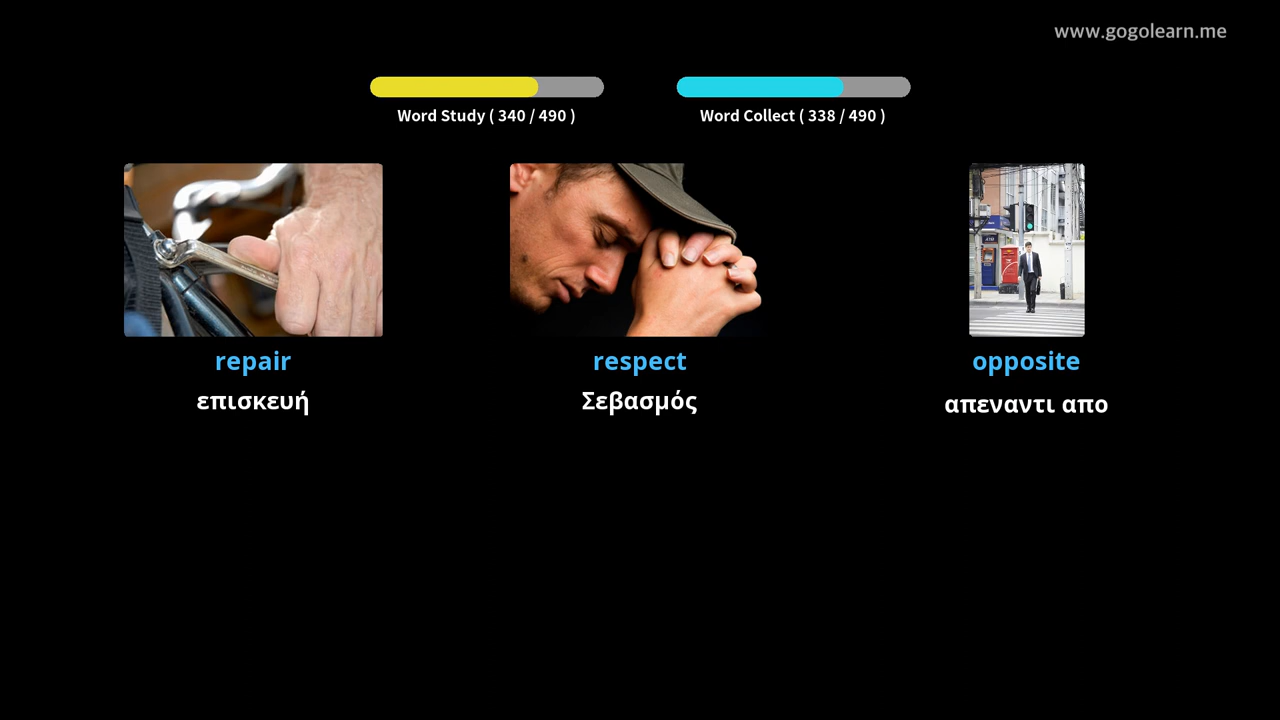 www.gogolearn.me
Word Study ( 340 / 490 )
Word Collect ( 338 / 490 )
repair
respect
opposite
επισκευή
Σεβασμός
απεναντι απο